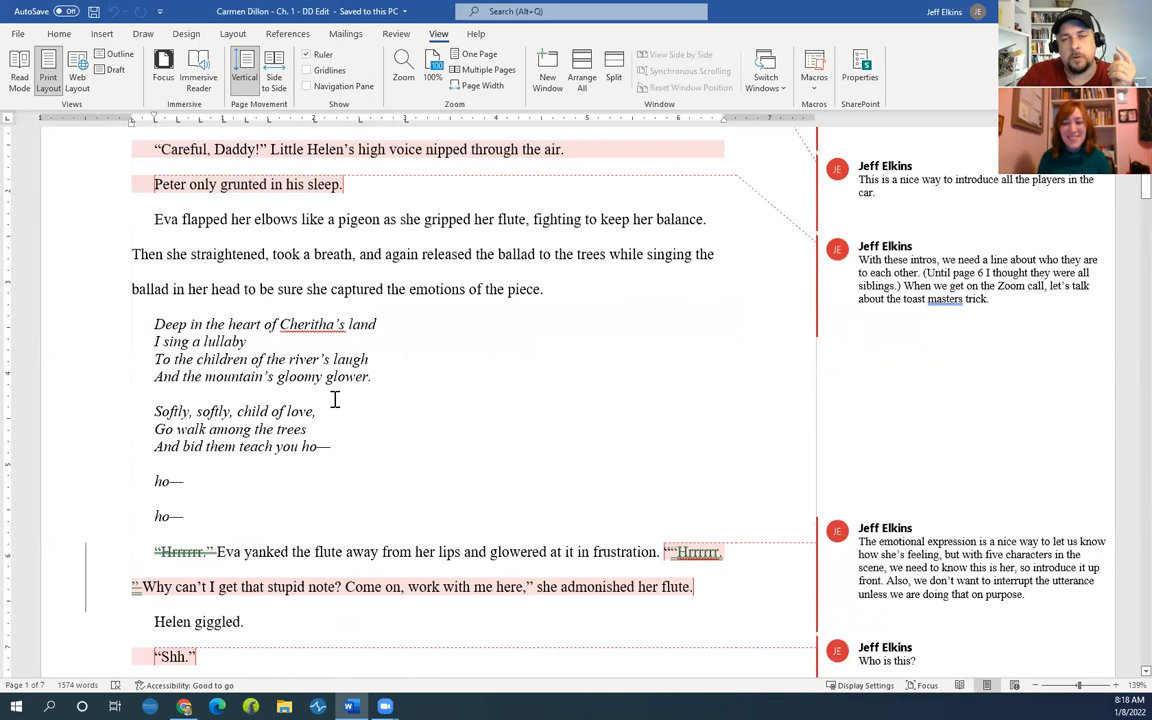 AutoSave Off Carmen Dillon - Ch. 1 - DD Edit - Saved to this PC Search (Alt+Q) Jeff Elkins
File Home Insert Draw Design Layout References Mailings Review View Help
Read Mode Print Layout Web Layout Outline Draft Views
Focus Immersive Reader Immersive
Vertical Side to Side Page Movement
Ruler Gridlines Navigation Pane Show
Zoom 100% One Page Multiple Pages Page Width Zoom
New Window Arrange All Split View Side by Side Synchronous Scrolling Reset Window Position Switch Windows Window
Macros Macros
Properties SharePoint
“Careful, Daddy!” Little Helen’s high voice nipped through the air.
Peter only grunted in his sleep.
Eva flapped her elbows like a pigeon as she gripped her flute, fighting to keep her balance.
Then she straightened, took a breath, and again released the ballad to the trees while singing the
ballad in her head to be sure she captured the emotions of the piece.
Deep in the heart of Cheritha’s land
I sing a lullaby
To the children of the river’s laugh
And the mountain’s gloomy glower.
Softly, softly, child of love,
Go walk among the trees
And bid them teach you ho—
ho—
ho—
“Hrrrrrr.” Eva yanked the flute away from her lips and glowered at it in frustration. ““Hrrrrrr.
” Why can’t I get that stupid note? Come on, work with me here,” she admonished her flute.
Helen giggled.
“Shh.”
JE Jeff Elkins
This is a nice way to introduce all the players in the
car.
JE Jeff Elkins
With these intros, we need a line about who they are
to each other. (Until page 6 I thought they were all
siblings.) When we get on the Zoom call, let’s talk
about the toast masters trick.
JE Jeff Elkins
The emotional expression is a nice way to let us know
how she’s feeling, but with five characters in the
scene, we need to know this is her, so introduce it up
front. Also, we don’t want to interrupt the utterance
unless we are doing that on purpose.
JE Jeff Elkins
Who is this?
Page 1 of 7 1574 words Accessibility: Good to go Display Settings Focus 139%
8:18 AM
1/8/2022